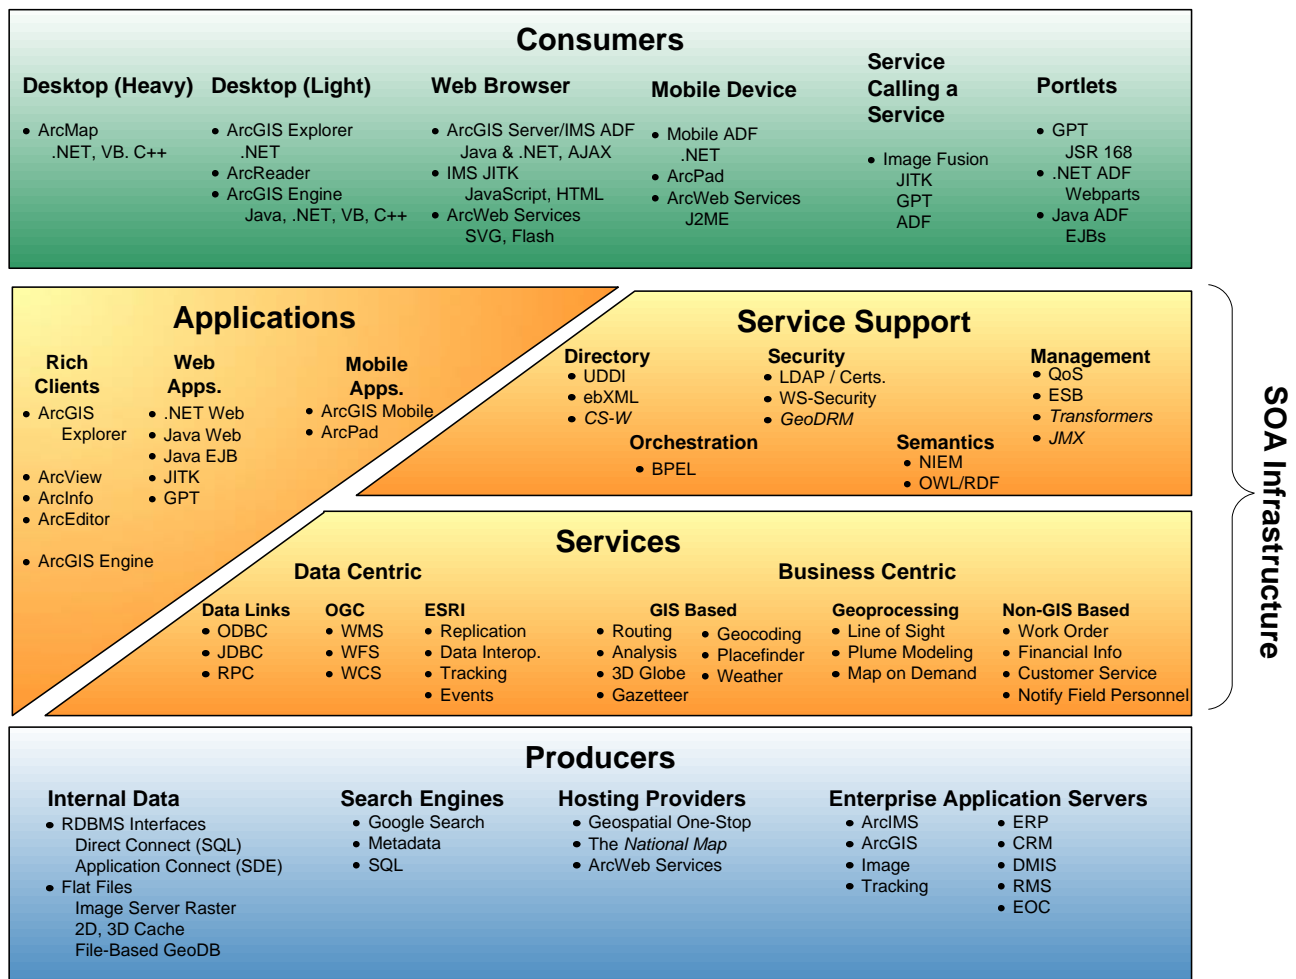 Consumers
Desktop (Heavy)
• ArcMap
.NET, VB. C++
Desktop (Light)
• ArcGIS Explorer
.NET
• ArcReader
• ArcGIS Engine
Java, .NET, VB, C++
Web Browser
• ArcGIS Server/IMS ADF
Java & .NET, AJAX
• IMS JITK
JavaScript, HTML
• ArcWeb Services
SVG, Flash
Mobile Device
• Mobile ADF
.NET
• ArcPad
• ArcWeb Services
J2ME
Service
Calling a
Service
• Image Fusion
JITK
GPT
ADF
Portlets
• GPT
JSR 168
• .NET ADF
Webparts
• Java ADF
EJBs
Applications
Rich
Clients
• ArcGIS
Explorer
• ArcView
• ArcInfo
• ArcEditor
• ArcGIS Engine
Web
Apps.
• .NET Web
• Java Web
• Java EJB
• JITK
• GPT
Mobile
Apps.
• ArcGIS Mobile
• ArcPad
Service Support
Directory
• UDDI
• ebXML
• CS-W
Security
• LDAP / Certs.
• WS-Security
• GeoDRM
Management
• QoS
• ESB
• Transformers
• JMX
Orchestration
• BPEL
Semantics
• NIEM
• OWL/RDF
Services
Data Centric
Data Links
• ODBC
• JDBC
• RPC
OGC
• WMS
• WFS
• WCS
ESRI
• Replication
• Data Interop.
• Tracking
• Events
Business Centric
GIS Based
• Routing
• Analysis
• 3D Globe
• Gazetteer
• Geocoding
• Placefinder
• Weather
Geoprocessing
• Line of Sight
• Plume Modeling
• Map on Demand
Non-GIS Based
• Work Order
• Financial Info
• Customer Service
• Notify Field Personnel
SOA Infrastructure
Producers
Internal Data
• RDBMS Interfaces
Direct Connect (SQL)
Application Connect (SDE)
• Flat Files
Image Server Raster
2D, 3D Cache
File-Based GeoDB
Search Engines
• Google Search
• Metadata
• SQL
Hosting Providers
• Geospatial One-Stop
• The National Map
• ArcWeb Services
Enterprise Application Servers
• ArcIMS
• ArcGIS
• Image
• Tracking
• ERP
• CRM
• DMIS
• RMS
• EOC